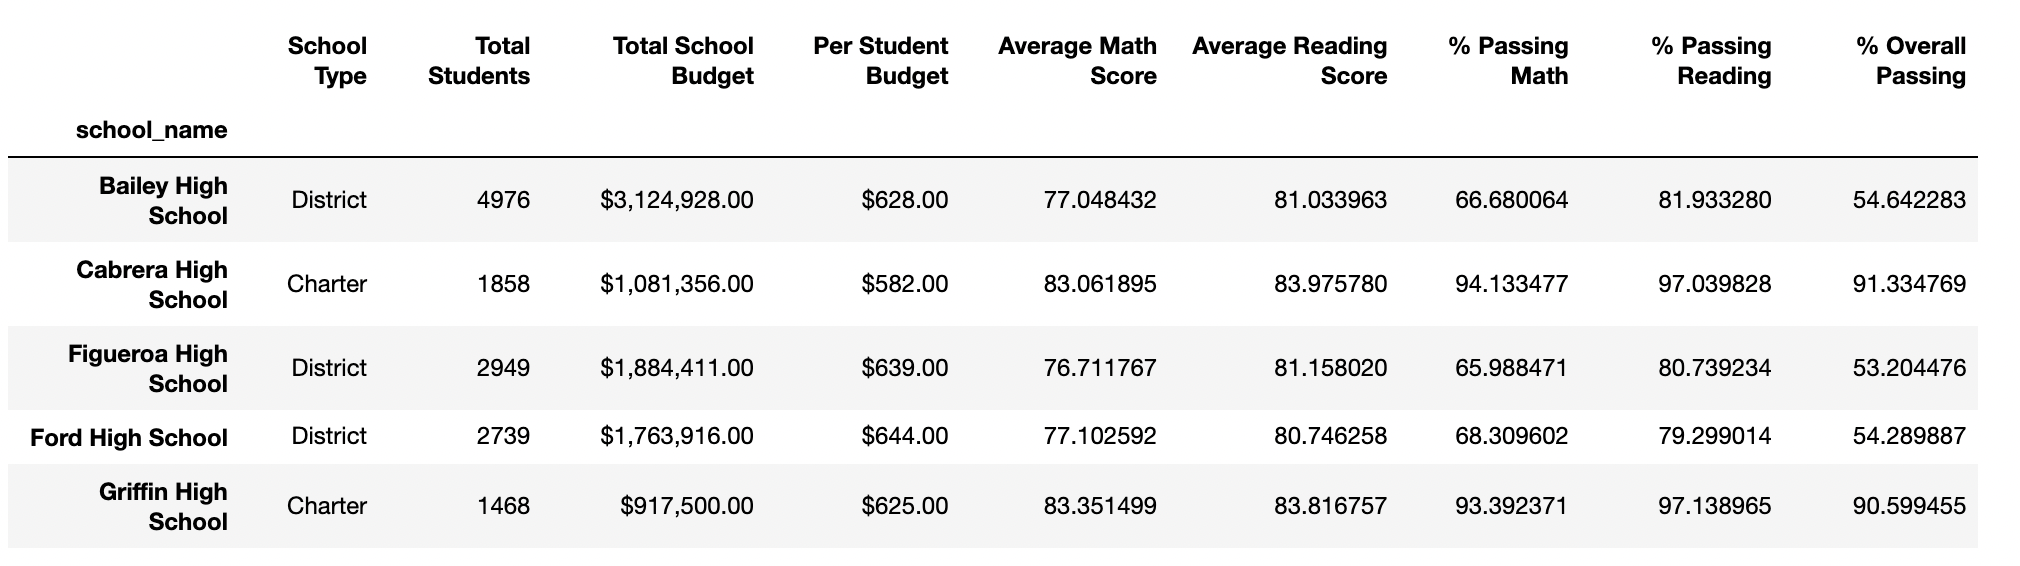 School Type Total Students Total School Budget Per Student Budget Average Math Score Average Reading Score % Passing Math % Passing Reading % Overall Passing
school_name
Bailey High School District 4976 $3,124,928.00 $628.00 77.048432 81.033963 66.680064 81.933280 54.642283
Cabrera High School Charter 1858 $1,081,356.00 $582.00 83.061895 83.975780 94.133477 97.039828 91.334769
Figueroa High School District 2949 $1,884,411.00 $639.00 76.711767 81.158020 65.988471 80.739234 53.204476
Ford High School District 2739 $1,763,916.00 $644.00 77.102592 80.746258 68.309602 79.299014 54.289887
Griffin High School Charter 1468 $917,500.00 $625.00 83.351499 83.816757 93.392371 97.138965 90.599455